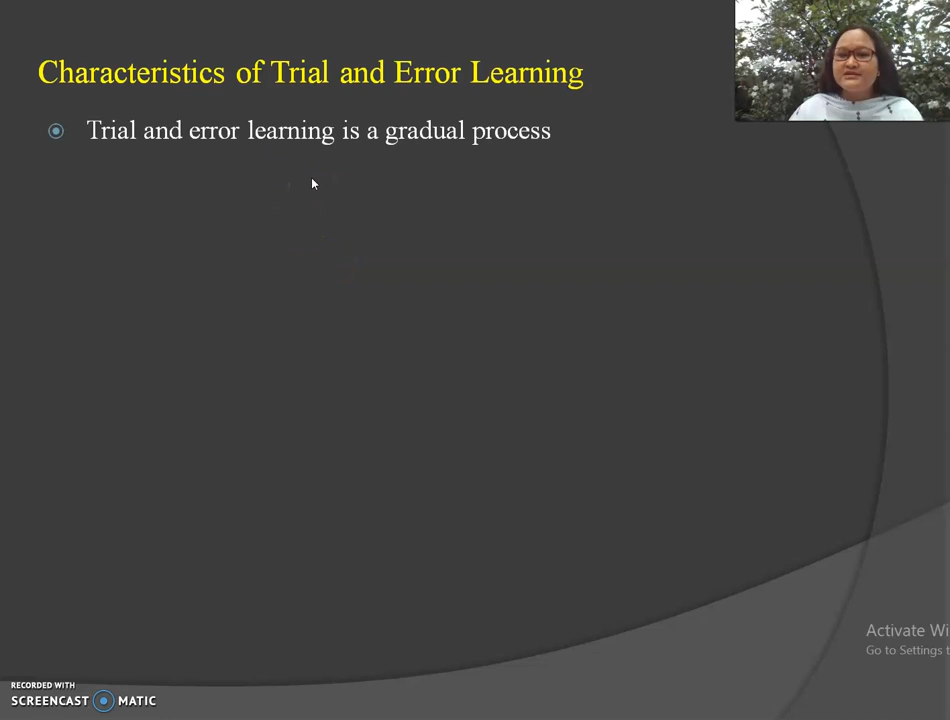 Characteristics of Trial and Error Learning
Trial and error learning is a gradual process
Activate Wi
Go to Settings t
RECORDED WITH
SCREENCAST MATIC